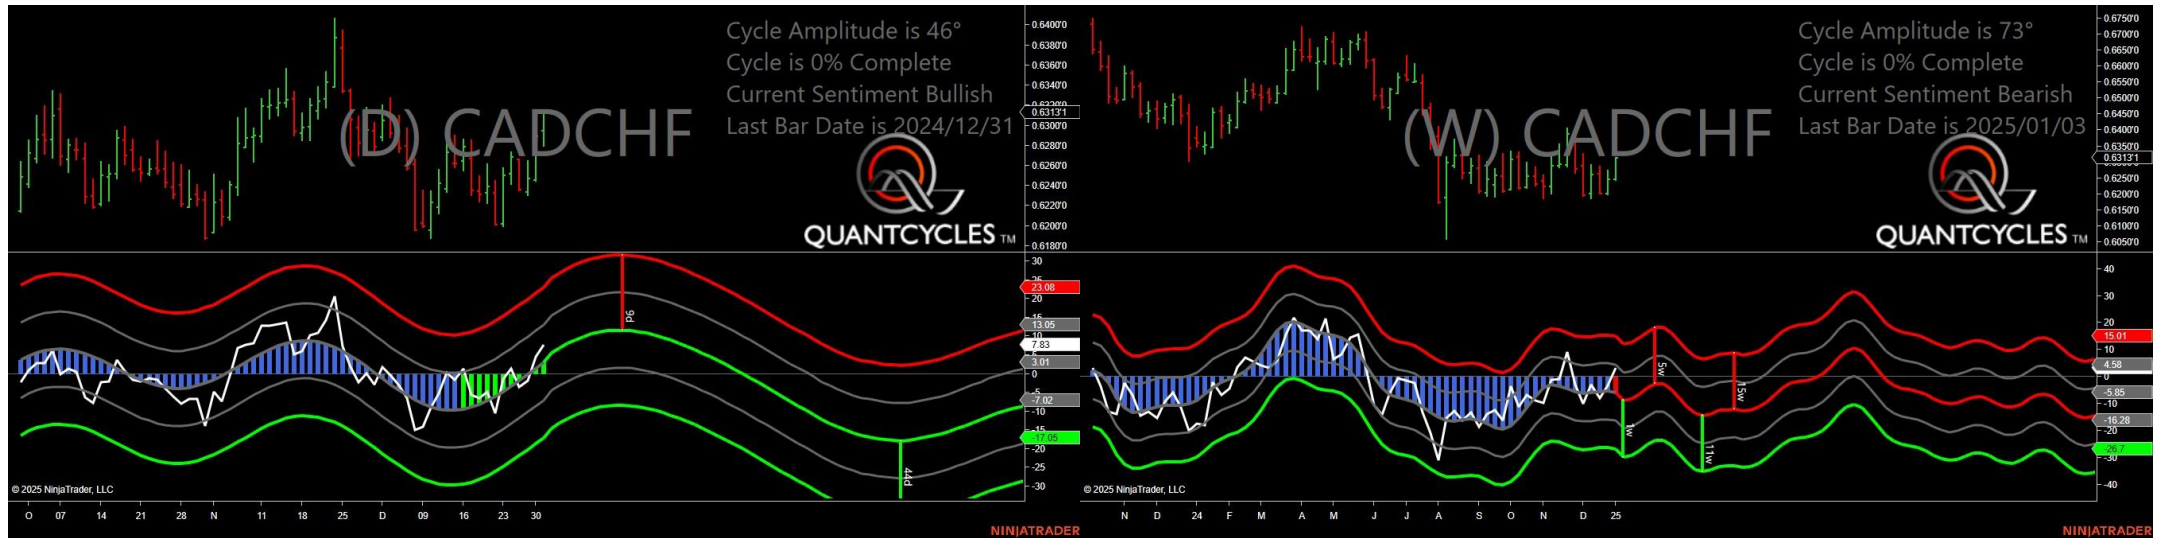 Cycle Amplitude is 46°
Cycle is 0% Complete
Current Sentiment Bullish
Last Bar Date is 2024/12/31
(D) CADCHF
QUANTCYCLES TM
0.6400'0
0.6380'0
0.6360'0
0.6340'0
0.6313'1
0.6300'0
0.6280'0
0.6260'0
0.6240'0
0.6220'0
0.6200'0
0.6180'0
30
23.08
20
15
13.05
7.83
3.01
0
-7.02
-10
-17.05
-20
-25
-30
9d
44d
© 2025 NinjaTrader, LLC
O 07 14 21 28 N 11 18 25 D 09 16 23 30
NINJATRADER
Cycle Amplitude is 73°
Cycle is 0% Complete
Current Sentiment Bearish
Last Bar Date is 2025/01/03
(W) CADCHF
QUANTCYCLES TM
0.6750'0
0.6700'0
0.6650'0
0.6600'0
0.6550'0
0.6500'0
0.6450'0
0.6400'0
0.6350'0
0.6313'1
0.6250'0
0.6200'0
0.6150'0
0.6100'0
0.6050'0
40
30
20
15.01
10
4.58
0
-5.85
-10
-16.28
-20
-26.7
-30
-40
5w
15w
1w
11w
© 2025 NinjaTrader, LLC
N D 24 F M A M J J A S O N D 25
NINJATRADER